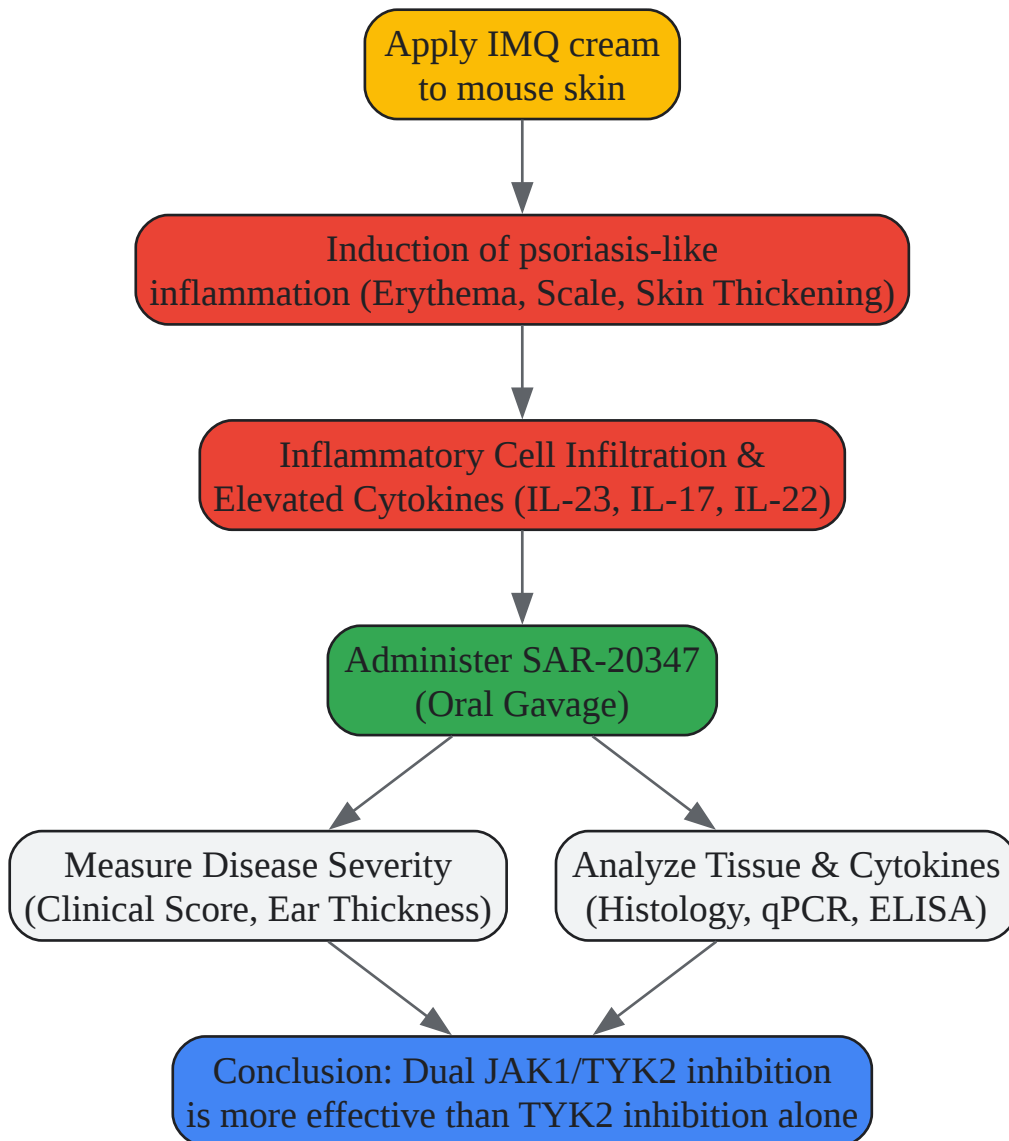 Apply IMQ cream
to mouse skin
Induction of psoriasis-like
inflammation (Erythema, Scale, Skin Thickening)
Inflammatory Cell Infiltration &
Elevated Cytokines (IL-23, IL-17, IL-22)
Administer SAR-20347
(Oral Gavage)
Measure Disease Severity
(Clinical Score, Ear Thickness)
Analyze Tissue & Cytokines
(Histology, qPCR, ELISA)
Conclusion: Dual JAK1/TYK2 inhibition
is more effective than TYK2 inhibition alone